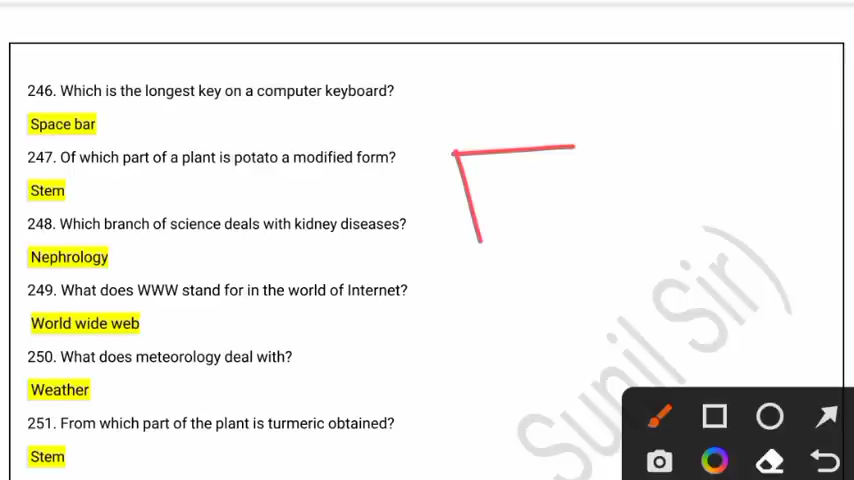 246. Which is the longest key on a computer keyboard?
Space bar
247. Of which part of a plant is potato a modified form?
Stem
248. Which branch of science deals with kidney diseases?
Nephrology
249. What does WWW stand for in the world of Internet?
World wide web
250. What does meteorology deal with?
Weather
251. From which part of the plant is turmeric obtained?
Stem
(Sunil Sir)